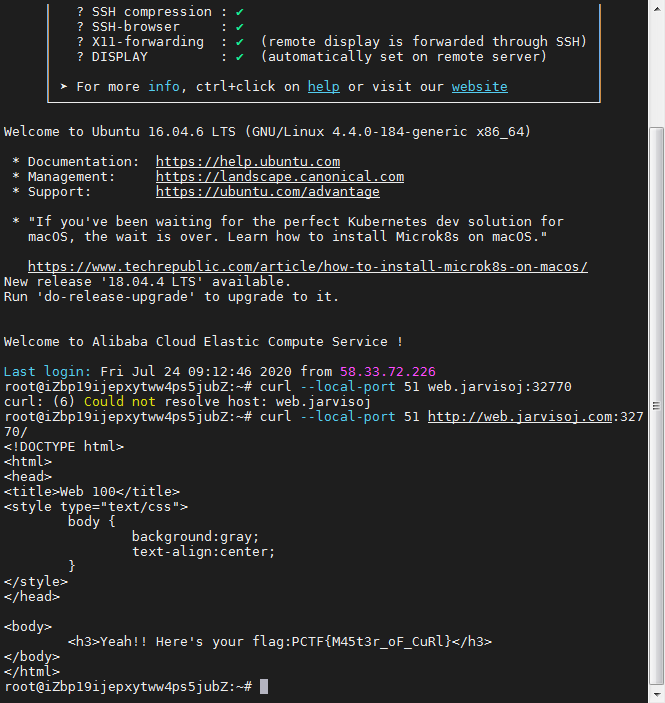 ? SSH compression : ✔
? SSH-browser     : ✔
? X11-forwarding  : ✔  (remote display is forwarded through SSH)
? DISPLAY         : ✔  (automatically set on remote server)
➤ For more info, ctrl+click on help or visit our website
Welcome to Ubuntu 16.04.6 LTS (GNU/Linux 4.4.0-184-generic x86_64)
* Documentation:  https://help.ubuntu.com
* Management:     https://landscape.canonical.com
* Support:        https://ubuntu.com/advantage
* "If you've been waiting for the perfect Kubernetes dev solution for
macOS, the wait is over. Learn how to install Microk8s on macOS."
https://www.techrepublic.com/article/how-to-install-microk8s-on-macos/
New release '18.04.4 LTS' available.
Run 'do-release-upgrade' to upgrade to it.
Welcome to Alibaba Cloud Elastic Compute Service !
Last login: Fri Jul 24 09:12:46 2020 from 58.33.72.226
root@iZbp19ijepxytww4ps5jubZ:~# curl --local-port 51 web.jarvisoj:32770
curl: (6) Could not resolve host: web.jarvisoj
root@iZbp19ijepxytww4ps5jubZ:~# curl --local-port 51 http://web.jarvisoj.com:327
70/
<!DOCTYPE html>
<html>
<head>
<title>Web 100</title>
<style type="text/css">
        body {
                background:gray;
                text-align:center;
        }
</style>
</head>
<body>
        <h3>Yeah!! Here's your flag:PCTF{M45t3r_oF_CuRl}</h3>
</body>
</html>
root@iZbp19ijepxytww4ps5jubZ:~#